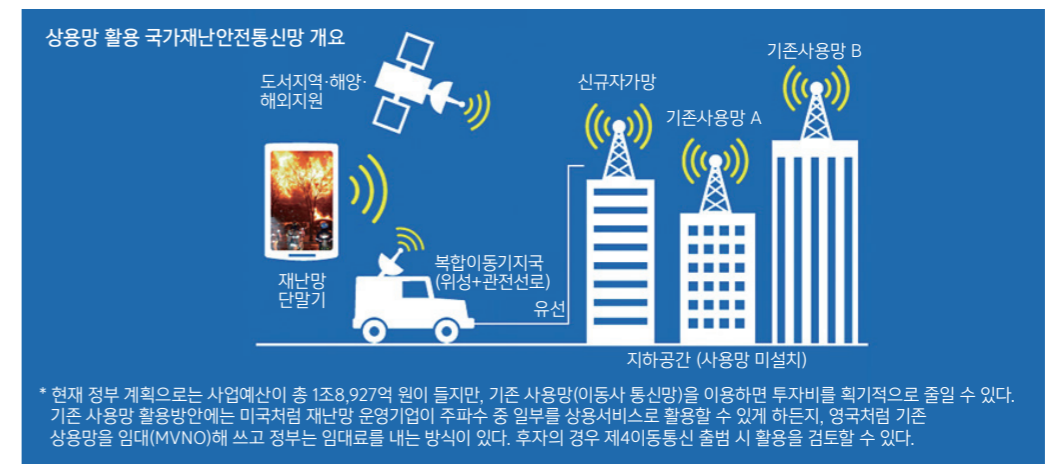 상용망 활용 국가재난안전통신망 개요
기존사용망 B
도서지역·해양·
해외지원
신규자가망
기존사용망 A
재난망
단말기
복합이동기지국
(위성+관전선로)
유선
지하공간 (사용망 미설치)
* 현재 정부 계획으로는 사업예산이 총 1조8,927억 원이 들지만, 기존 사용망(이동사 통신망)을 이용하면 투자비를 획기적으로 줄일 수 있다.
기존 사용망 활용방안에는 미국처럼 재난망 운영기업이 주파수 중 일부를 상용서비스로 활용할 수 있게 하든지, 영국처럼 기존
상용망을 임대(MVNO)해 쓰고 정부는 임대료를 내는 방식이 있다. 후자의 경우 제4이동통신 출범 시 활용을 검토할 수 있다.